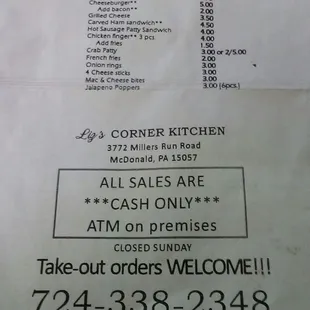 Cheeseburger** 5.00
Add bacon** 2.00
Grilled Cheese 3.50
Carved Ham sandwich** 4.50
Hot Sausage Patty Sandwich 4.00
Chicken finger** 3 pcs 4.00
Add fries 1.50
Crab Patty 3.00 or 2/5.00
French fries 2.00
Onion rings 3.00
4 Cheese sticks 3.00
Mac & Cheese bites 3.00
Jalapeno Poppers 3.00 (6pcs.)
Lig's CORNER KITCHEN
3772 Millers Run Road
McDonald, PA 15057
ALL SALES ARE
***CASH ONLY***
ATM on premises
CLOSED SUNDAY
Take-out orders WELCOME!!!
724-338-2348